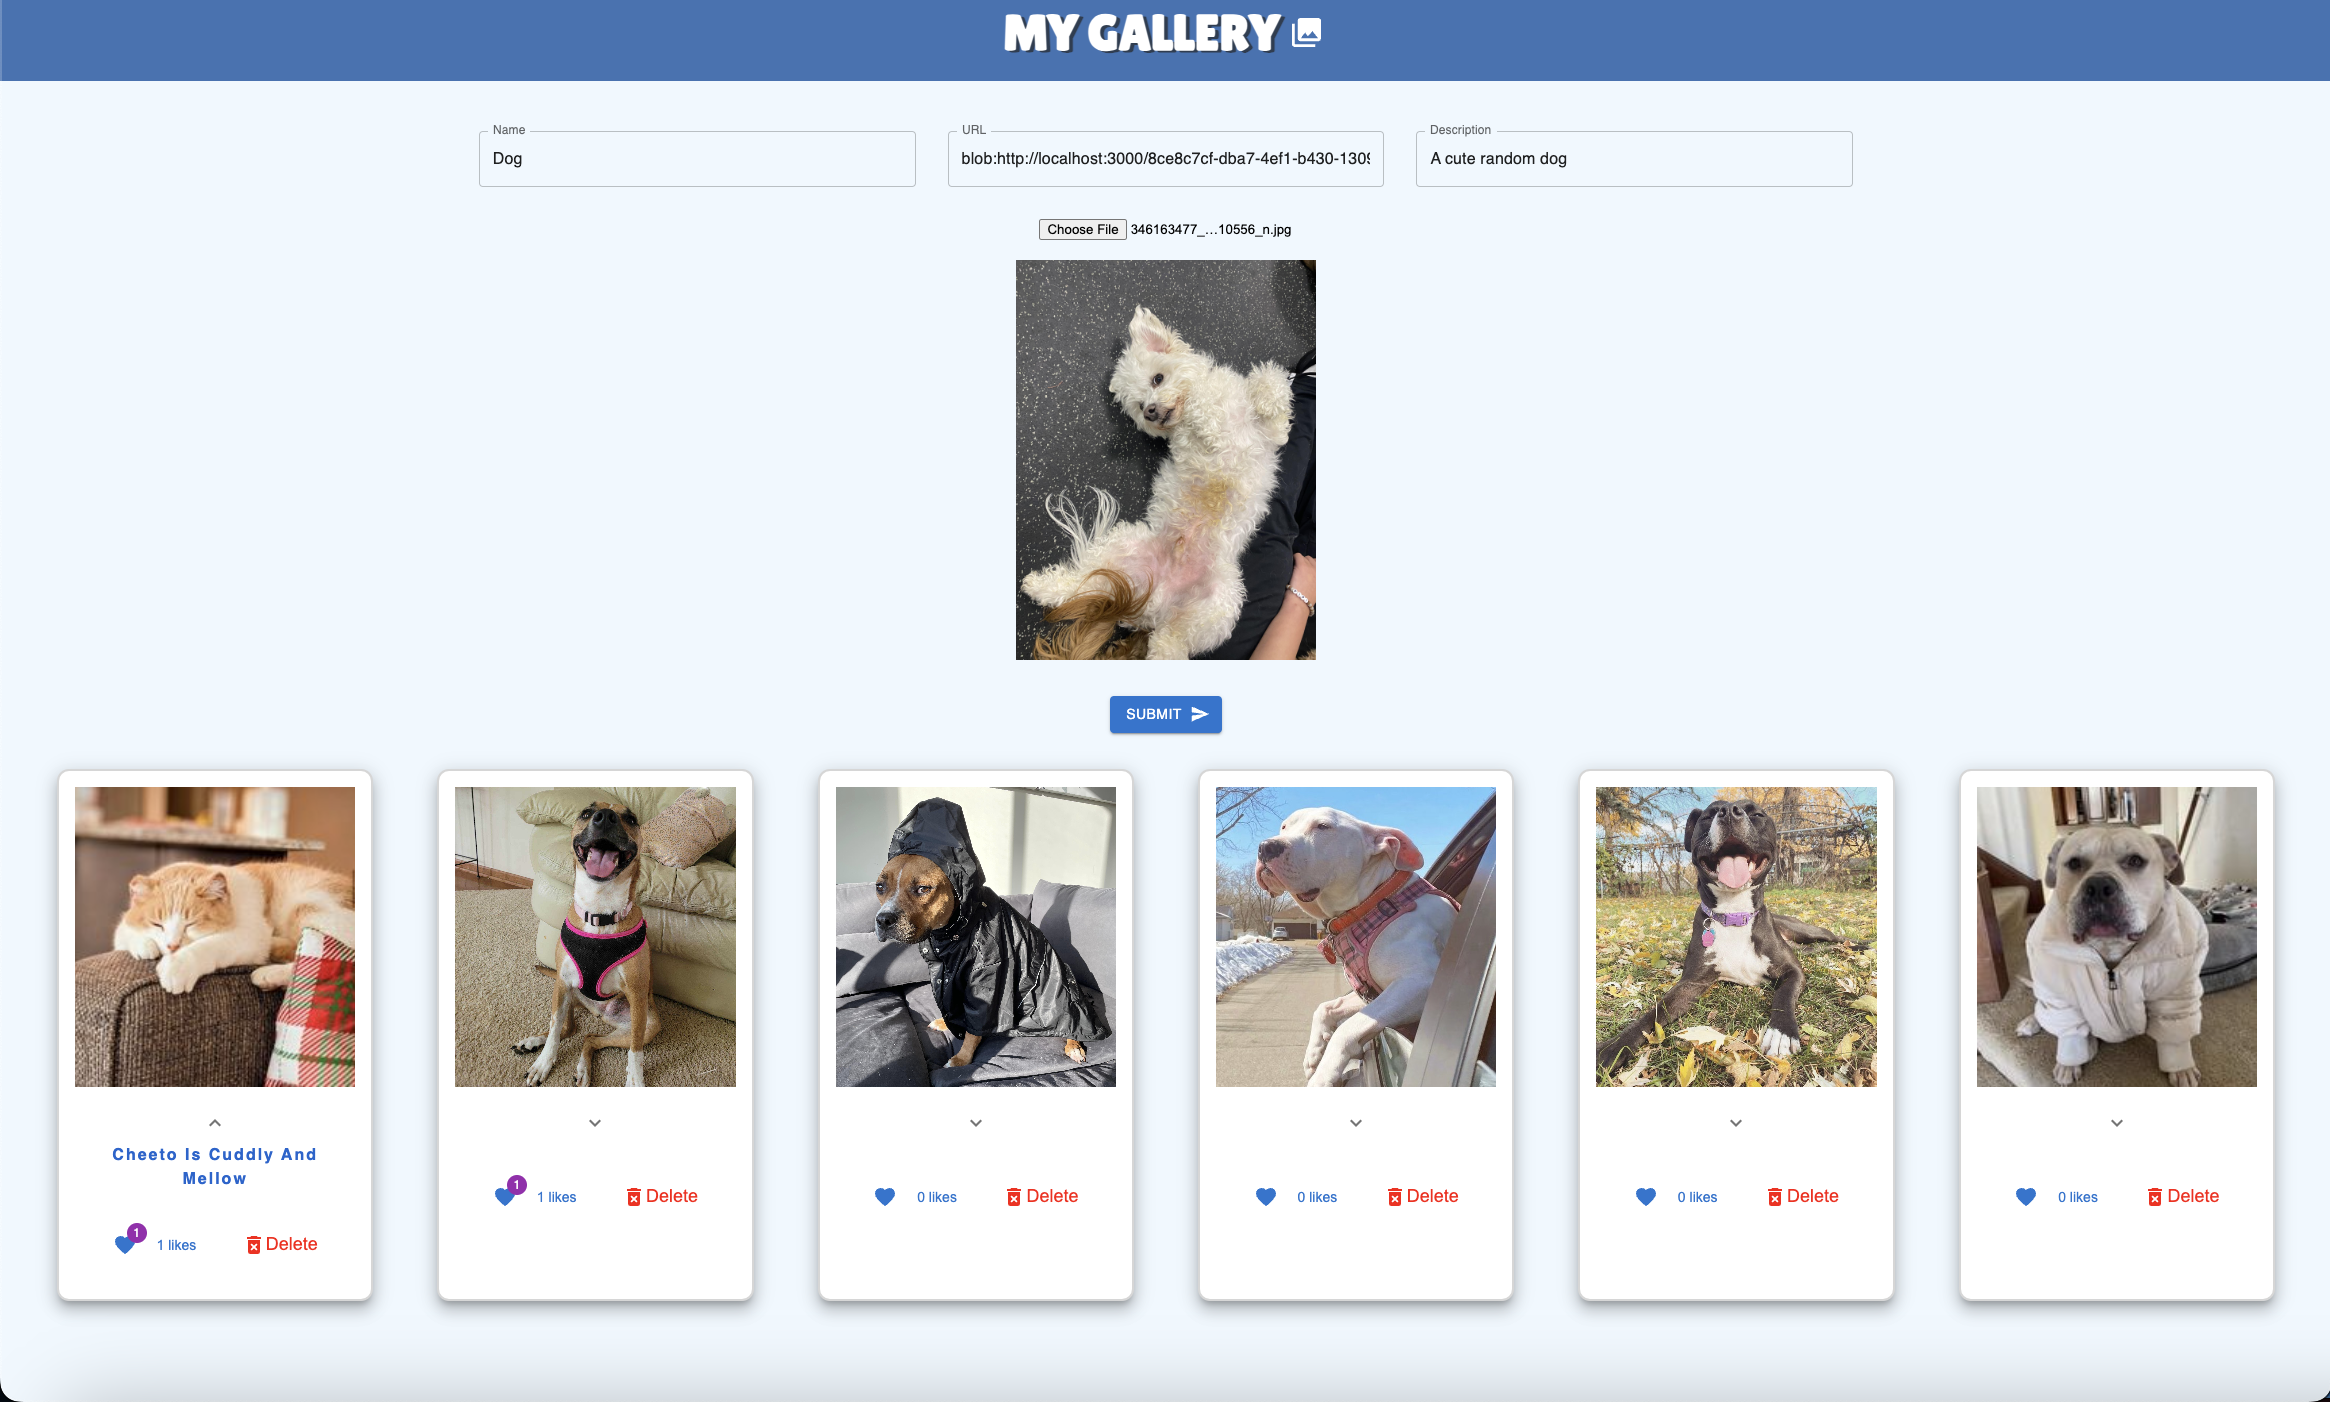 MY GALLERY
Name
URL
Description
Dog
blob:http://localhost:3000/8ce8c7cf-dba7-4ef1-b430-1309
A cute random dog
Choose File 346163477_...10556_n.jpg
SUBMIT
Cheeto Is Cuddly And
Mellow
1
1 likes
Delete
1
1 likes
Delete
0 likes
Delete
0 likes
Delete
0 likes
Delete
0 likes
Delete